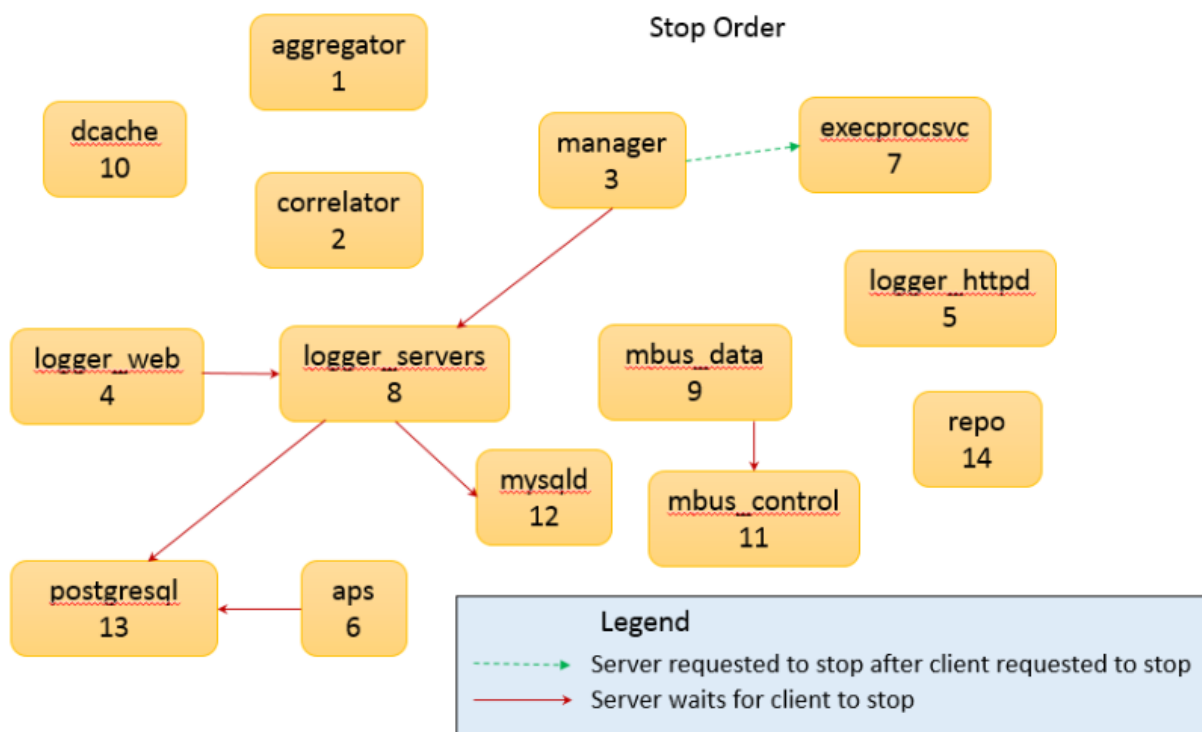 Stop Order
aggregator
1
dcache
10
manager
3
execprocsvc
7
correlator
2
logger_httpd
5
logger_web
4
logger_servers
8
mbus_data
9
repo
14
mysqld
12
mbus_control
11
postgresql
13
aps
6
Legend
Server requested to stop after client requested to stop
Server waits for client to stop